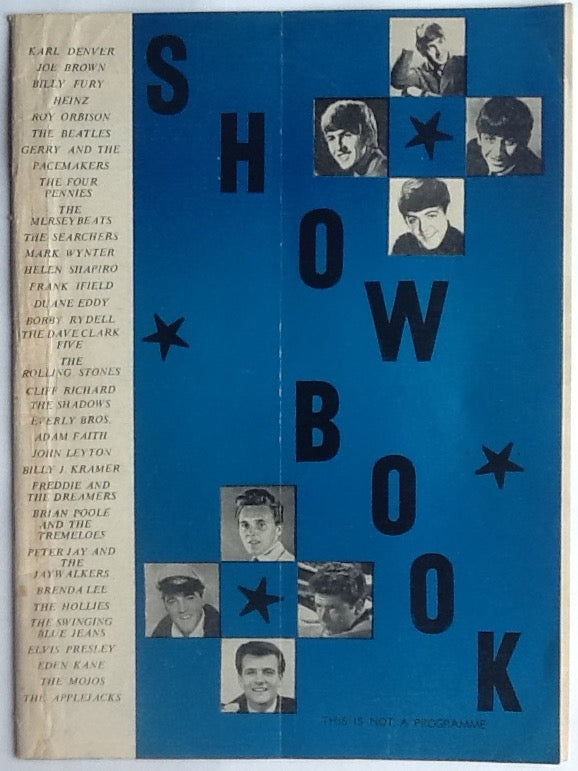 KARL DENVER
JOE BROWN
BILLY FURY
HEINZ
ROY ORBISON
THE BEATLES
GERRY AND THE
PACEMAKERS
THE FOUR
PENNIES
THE
MERSEYBEATS
THE SEARCHERS
MARK WYNTER
HELEN SHAPIRO
FRANK IFIELD
DUANE EDDY
BOBBY RYDELL
THE DAVE CLARK
FIVE
THE
ROLLING STONES
CLIFF RICHARD
THE SHADOWS
EVERLY BROS.
ADAM FAITH
JOHN LEYTON
BILLY J. KRAMER
FREDDIE AND
THE DREAMERS
BRIAN POOLE
AND THE
TREMELOES
PETER JAY AND
THE
JAYWALKERS
BRENDA LEE
THE HOLLIES
THE SWINGING
BLUE JEANS
ELVIS PRESLEY
EDEN KANE
THE MOJOS
THE APPLEJACKS
SHOW
BOOK
THIS IS NOT A PROGRAMME